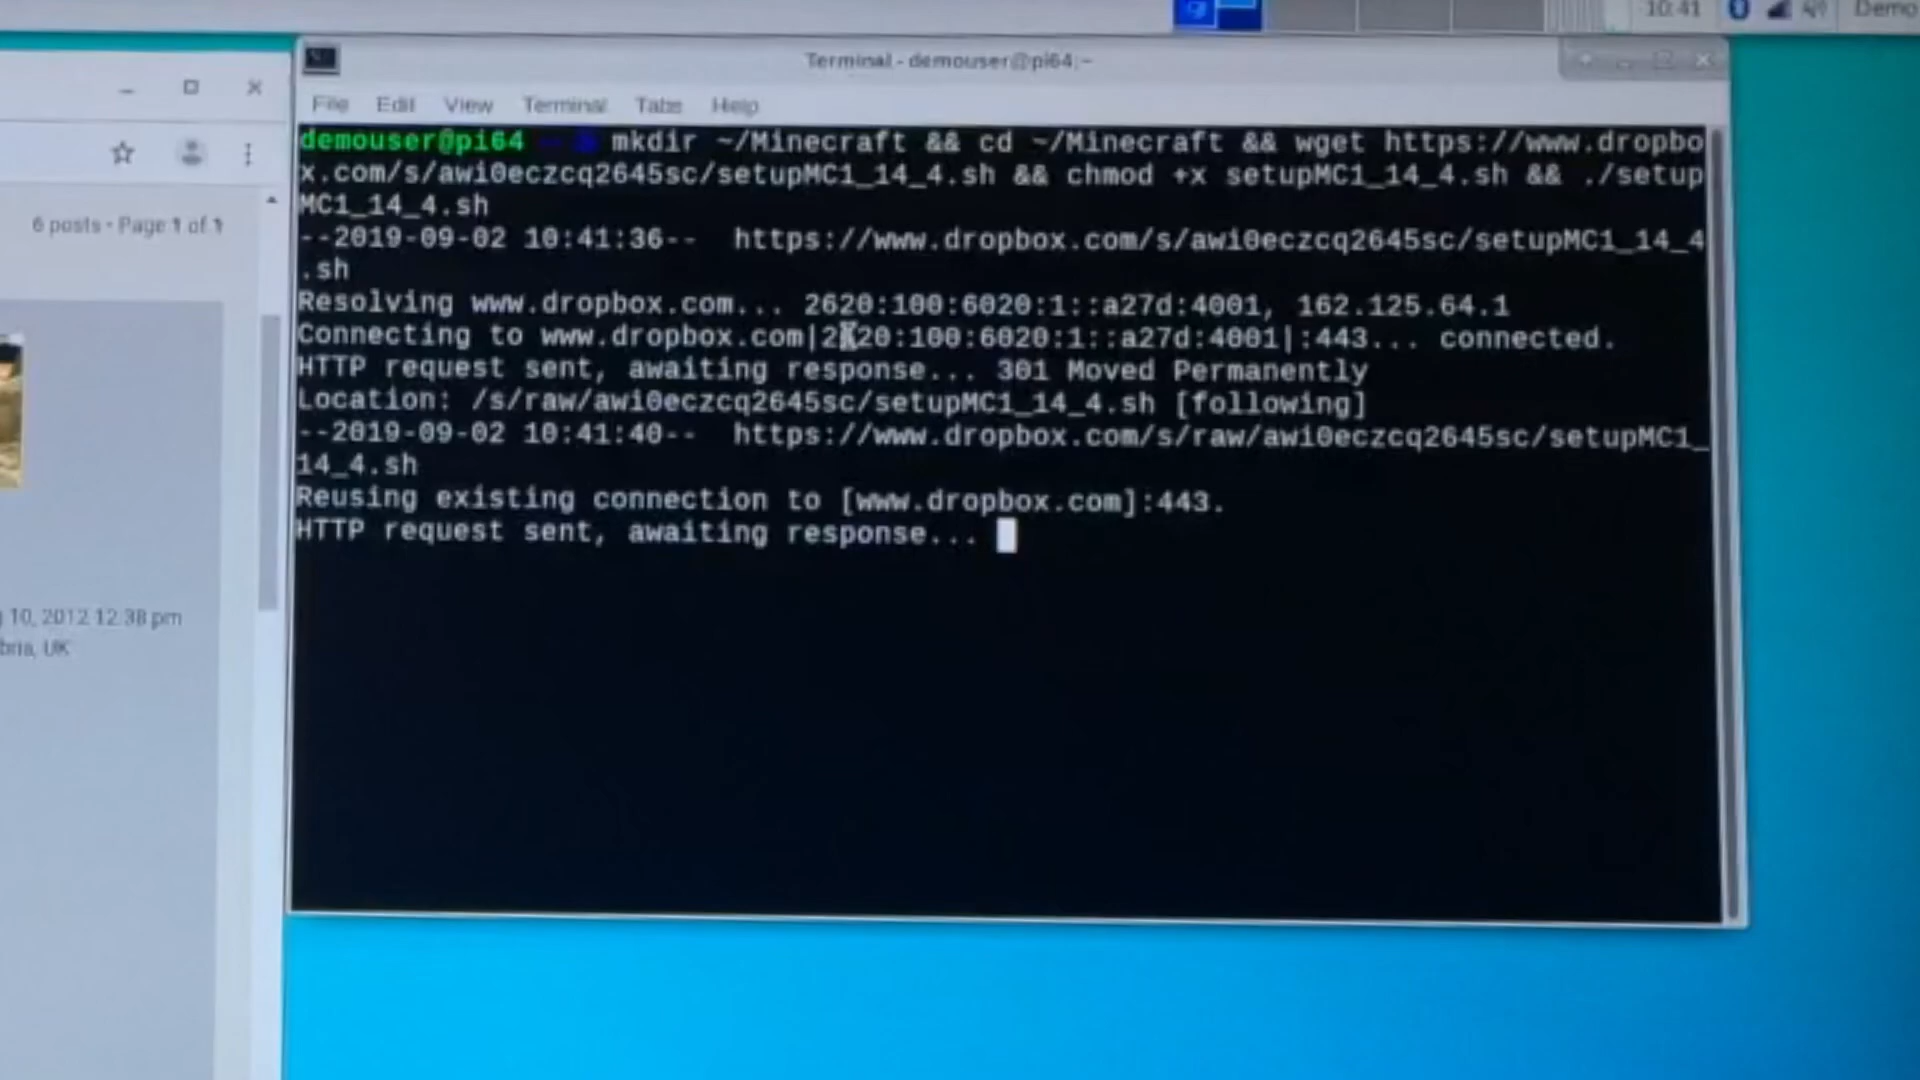 10:41
Demo
Terminal - demouser@pi64:~
File Edit View Terminal Tabs Help
demouser@pi64 ~ $ mkdir ~/Minecraft && cd ~/Minecraft && wget https://www.dropbo
x.com/s/awi0eczcq2645sc/setupMC1_14_4.sh && chmod +x setupMC1_14_4.sh && ./setup
MC1_14_4.sh
--2019-09-02 10:41:36--  https://www.dropbox.com/s/awi0eczcq2645sc/setupMC1_14_4
.sh
Resolving www.dropbox.com... 2620:100:6020:1::a27d:4001, 162.125.64.1
Connecting to www.dropbox.com|2620:100:6020:1::a27d:4001|:443... connected.
HTTP request sent, awaiting response... 301 Moved Permanently
Location: /s/raw/awi0eczcq2645sc/setupMC1_14_4.sh [following]
--2019-09-02 10:41:40--  https://www.dropbox.com/s/raw/awi0eczcq2645sc/setupMC1_
14_4.sh
Reusing existing connection to [www.dropbox.com]:443.
HTTP request sent, awaiting response...
6 posts • Page 1 of 1
10, 2012 12:38 pm
bria, UK